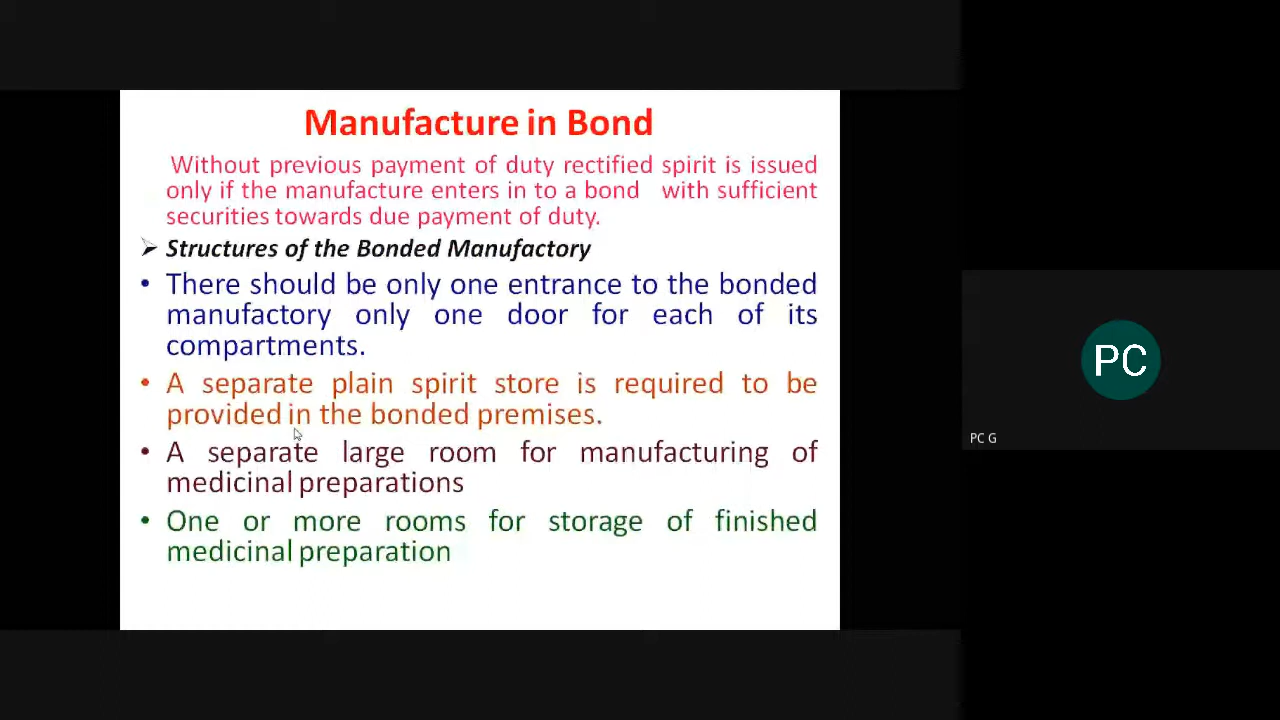 Manufacture in Bond
Without previous payment of duty rectified spirit is issued
only if the manufacture enters in to a bond with sufficient
securities towards due payment of duty.
➢ Structures of the Bonded Manufactory
• There should be only one entrance to the bonded
manufactory only one door for each of its
compartments.
• A separate plain spirit store is required to be
provided in the bonded premises.
• A separate large room for manufacturing of
medicinal preparations
• One or more rooms for storage of finished
medicinal preparation
PC
PC G